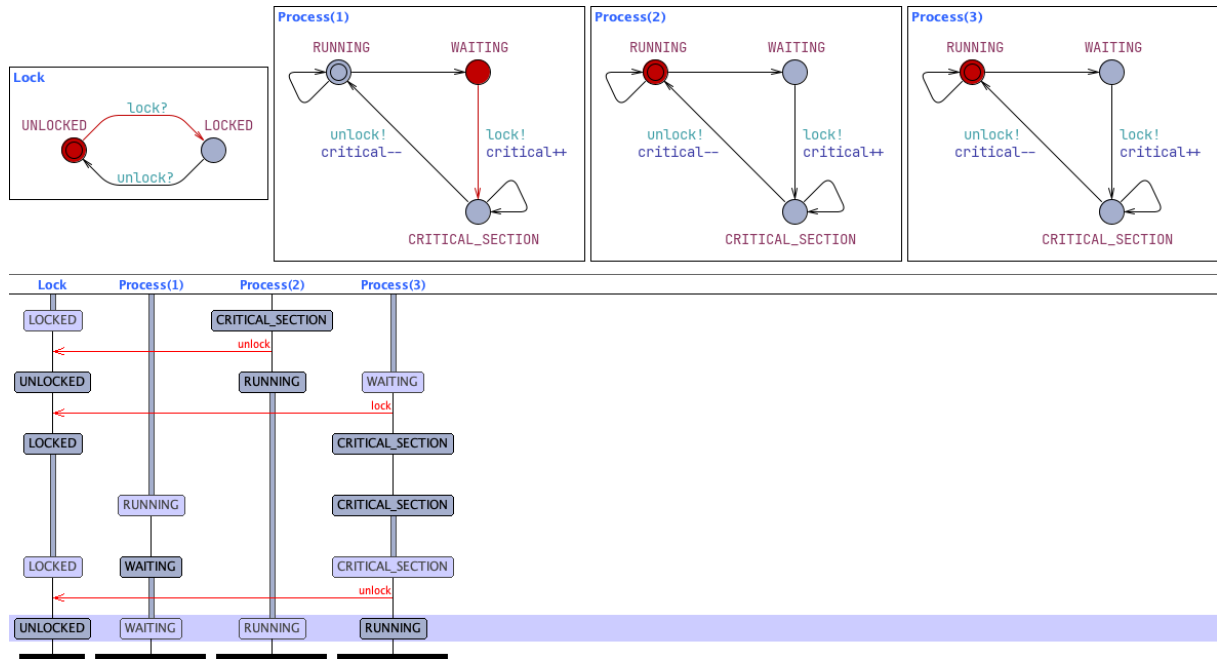 Process(1)
Process(2)
Process(3)
RUNNING
WAITING
RUNNING
WAITING
RUNNING
WAITING
Lock
lock?
UNLOCKED
LOCKED
unlock?
unlock!
critical--
lock!
critical++
unlock!
critical--
lock!
critical++
unlock!
critical--
lock!
critical++
CRITICAL_SECTION
CRITICAL_SECTION
CRITICAL_SECTION
Lock
Process(1)
Process(2)
Process(3)
LOCKED
CRITICAL_SECTION
unlock
UNLOCKED
RUNNING
WAITING
lock
LOCKED
CRITICAL_SECTION
RUNNING
CRITICAL_SECTION
LOCKED
WAITING
CRITICAL_SECTION
unlock
UNLOCKED
WAITING
RUNNING
RUNNING